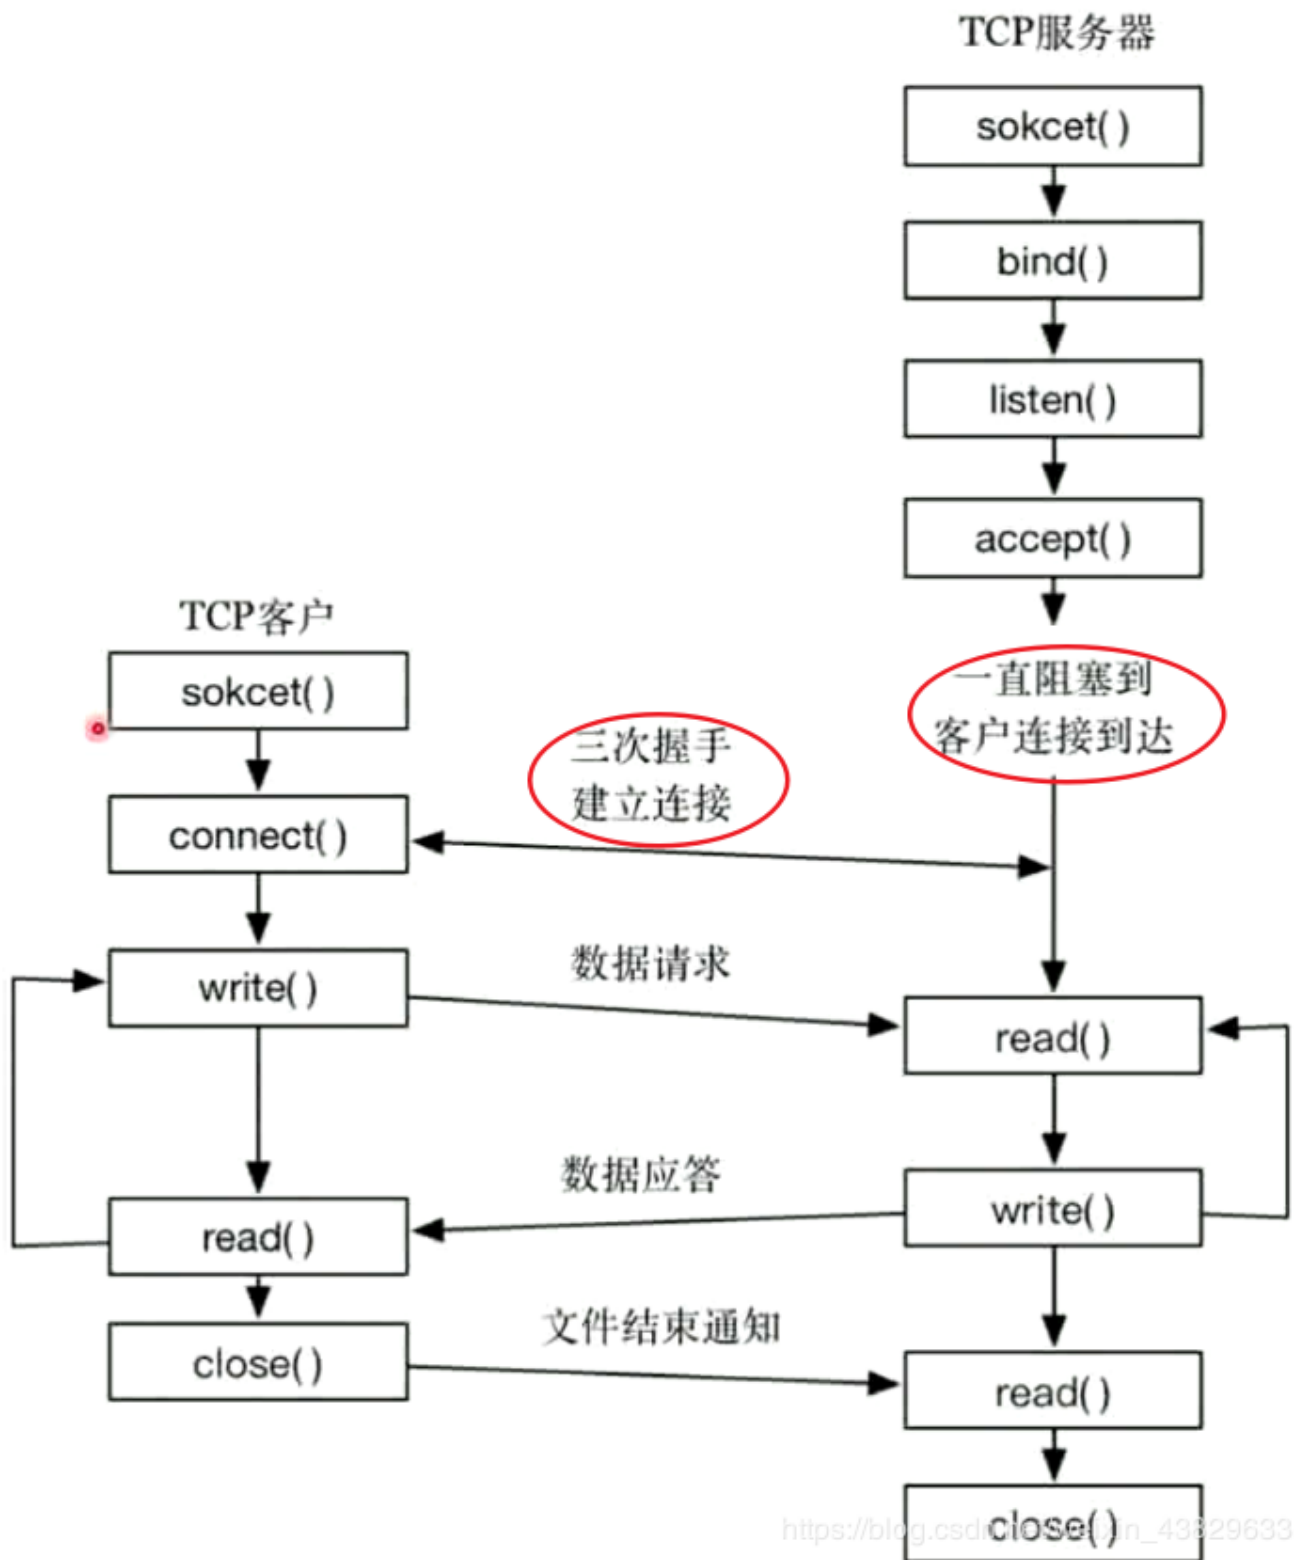 TCP服务器
sokcet()
bind()
listen()
accept()
TCP客户
一直阻塞到
客户连接到达
sokcet()
三次握手
建立连接
connect()
数据请求
write()
read()
数据应答
write()
read()
文件结束通知
close()
read()
close()